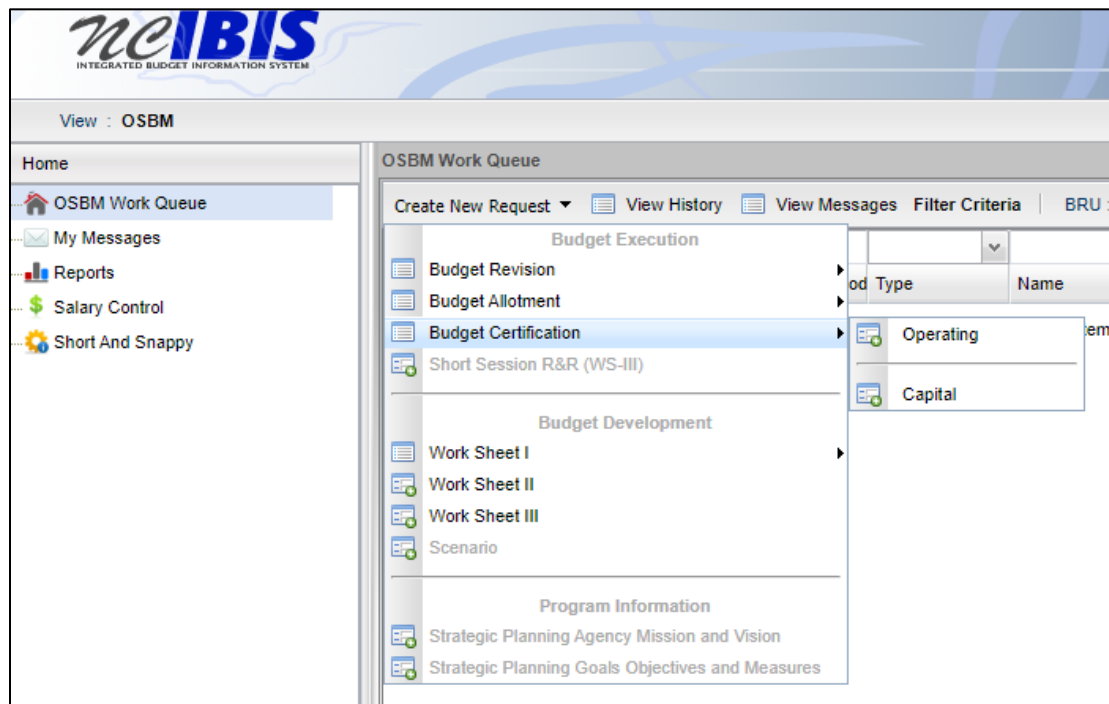 nc IBIS
INTEGRATED BUDGET INFORMATION SYSTEM
View : OSBM
Home
OSBM Work Queue
My Messages
Reports
Salary Control
Short And Snappy
OSBM Work Queue
Create New Request View History View Messages Filter Criteria BRU :
Budget Execution
Budget Revision
od Type Name
Budget Allotment
Budget Certification
Operating
tem
Short Session R&R (WS-III)
Capital
Budget Development
Work Sheet I
Work Sheet II
Work Sheet III
Scenario
Program Information
Strategic Planning Agency Mission and Vision
Strategic Planning Goals Objectives and Measures